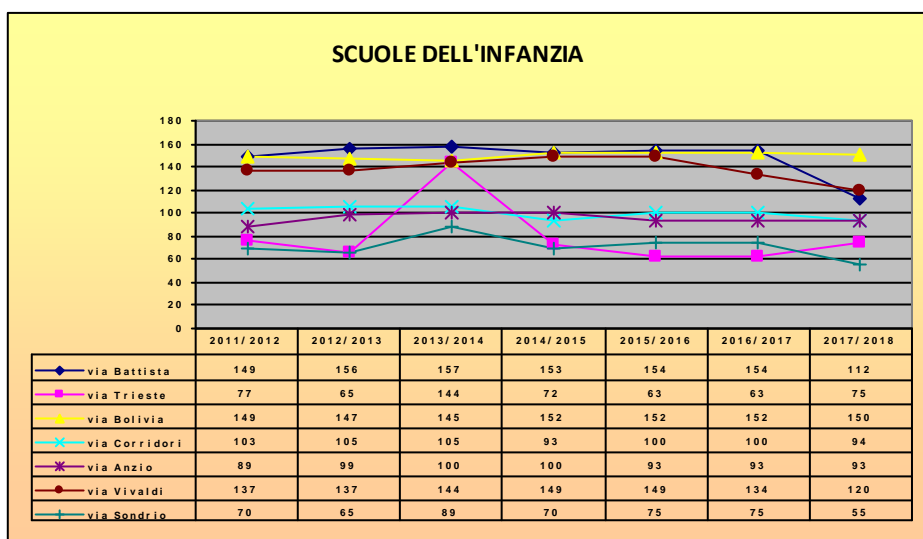 SCUOLE DELL'INFANZIA
180
160
140
120
100
80
60
40
20
0
2011/2012 2012/2013 2013/2014 2014/2015 2015/2016 2016/2017 2017/2018
via Battista 149 156 157 153 154 154 112
via Trieste 77 65 144 72 63 63 75
via Bolivia 149 147 145 152 152 152 150
via Corridori 103 105 105 93 100 100 94
via Anzio 89 99 100 100 93 93 93
via Vivaldi 137 137 144 149 149 134 120
via Sondrio 70 65 89 70 75 75 55